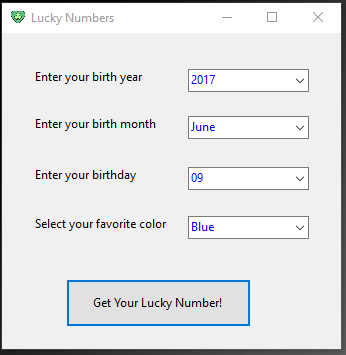 Lucky Numbers
Enter your birth year 2017
Enter your birth month June
Enter your birthday 09
Select your favorite color Blue
Get Your Lucky Number!